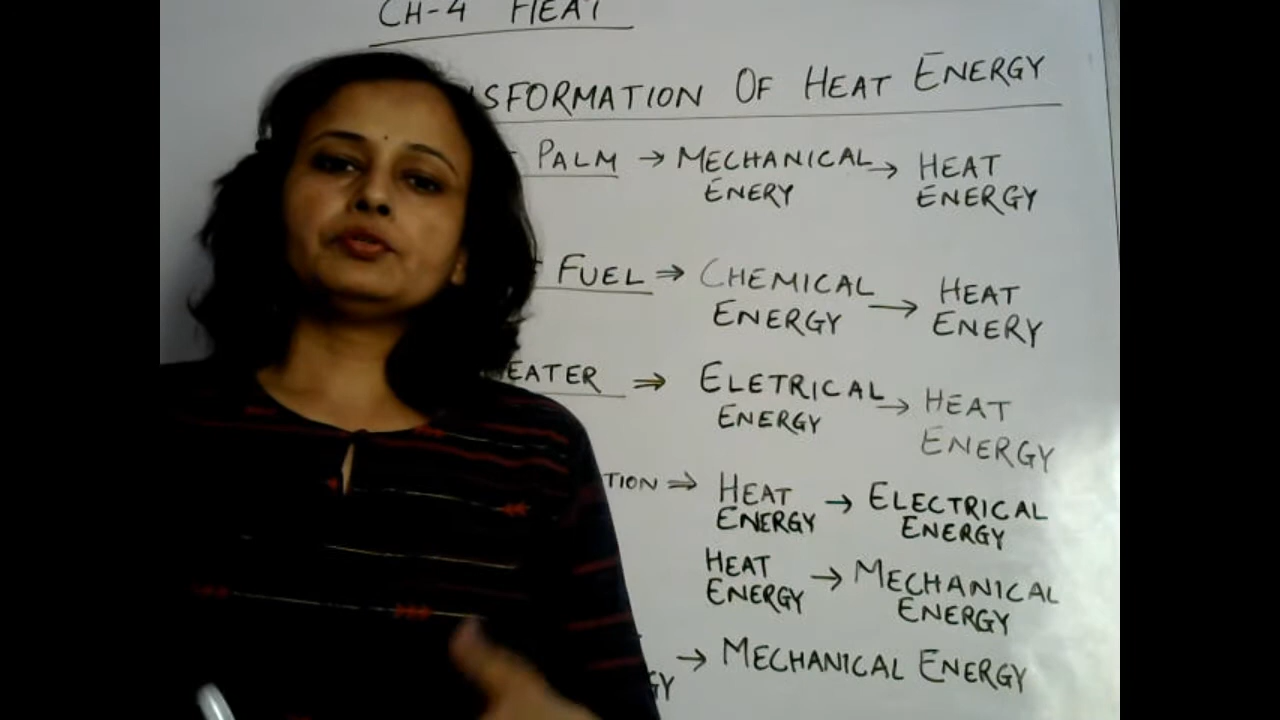 CH-4 HEAT
SFORMATION OF HEAT ENERGY
PALM → MECHANICAL → HEAT
ENERY ENERGY
FUEL ⇒ CHEMICAL → HEAT
ENERGY ENERY
EATER ⇒ ELETRICAL → HEAT
ENERGY ENERGY
TION ⇒ HEAT → ELECTRICAL
ENERGY ENERGY
HEAT → MECHANICAL
ENERGY ENERGY
→ MECHANICAL ENERGY
GY